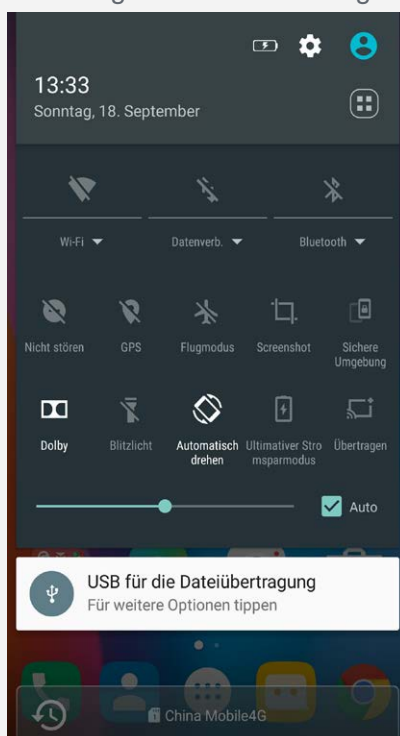 13:33
Sonntag, 18. September
Wi-Fi
Datenverb.
Bluetooth
Nicht stören
GPS
Flugmodus
Screenshot
Sichere
Umgebung
Dolby
Blitzlicht
Automatisch
drehen
Ultimativer Stro
msparmodus
Übertragen
Auto
USB für die Dateiübertragung
Für weitere Optionen tippen
China Mobile4G